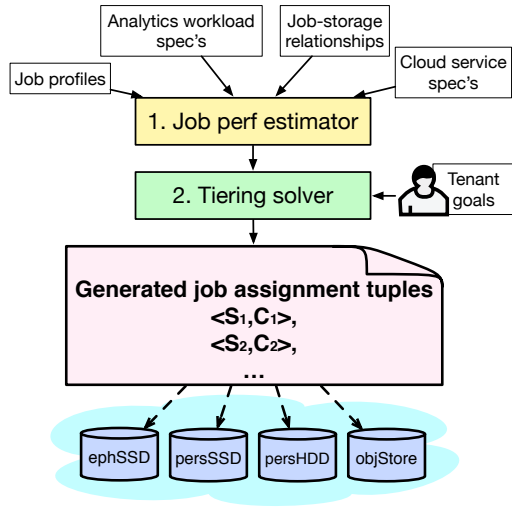 Analytics workload
spec's
Job-storage
relationships
Job profiles
Cloud service
spec's
1. Job perf estimator
2. Tiering solver
Tenant
goals
Generated job assignment tuples
<S₁,C₁>,
<S₂,C₂>,
...
ephSSD
persSSD
persHDD
objStore